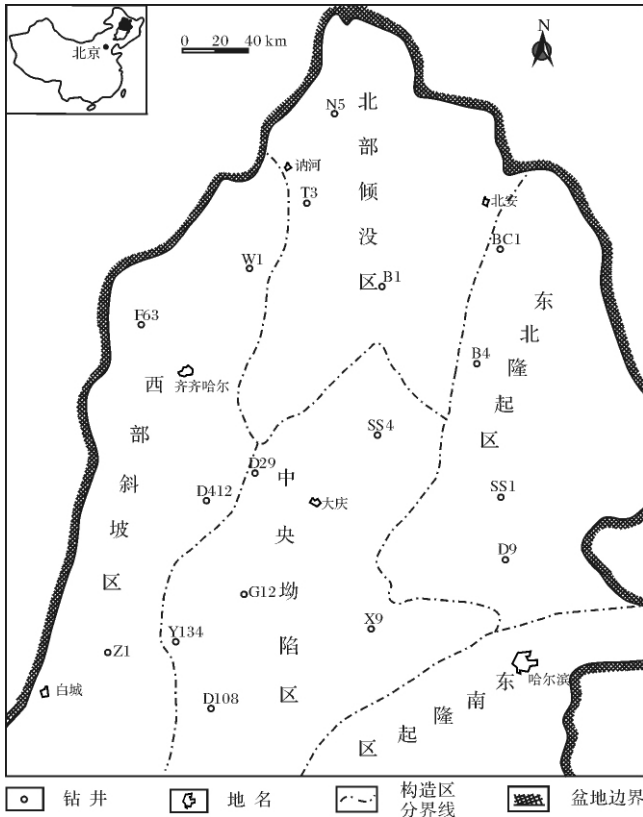 北京
0 20 40 km
N
N5
北部倾没区
讷河
T3
北安
BC1
W1
B1
东北隆起区
F63
B4
齐齐哈尔
西部斜坡区
SS4
D29
中央坳陷区
D412
大庆
SS1
D9
G12
X9
Y134
Z1
哈尔滨
东南隆起区
白城
D108
钻井
地名
构造区
分界线
盆地边界